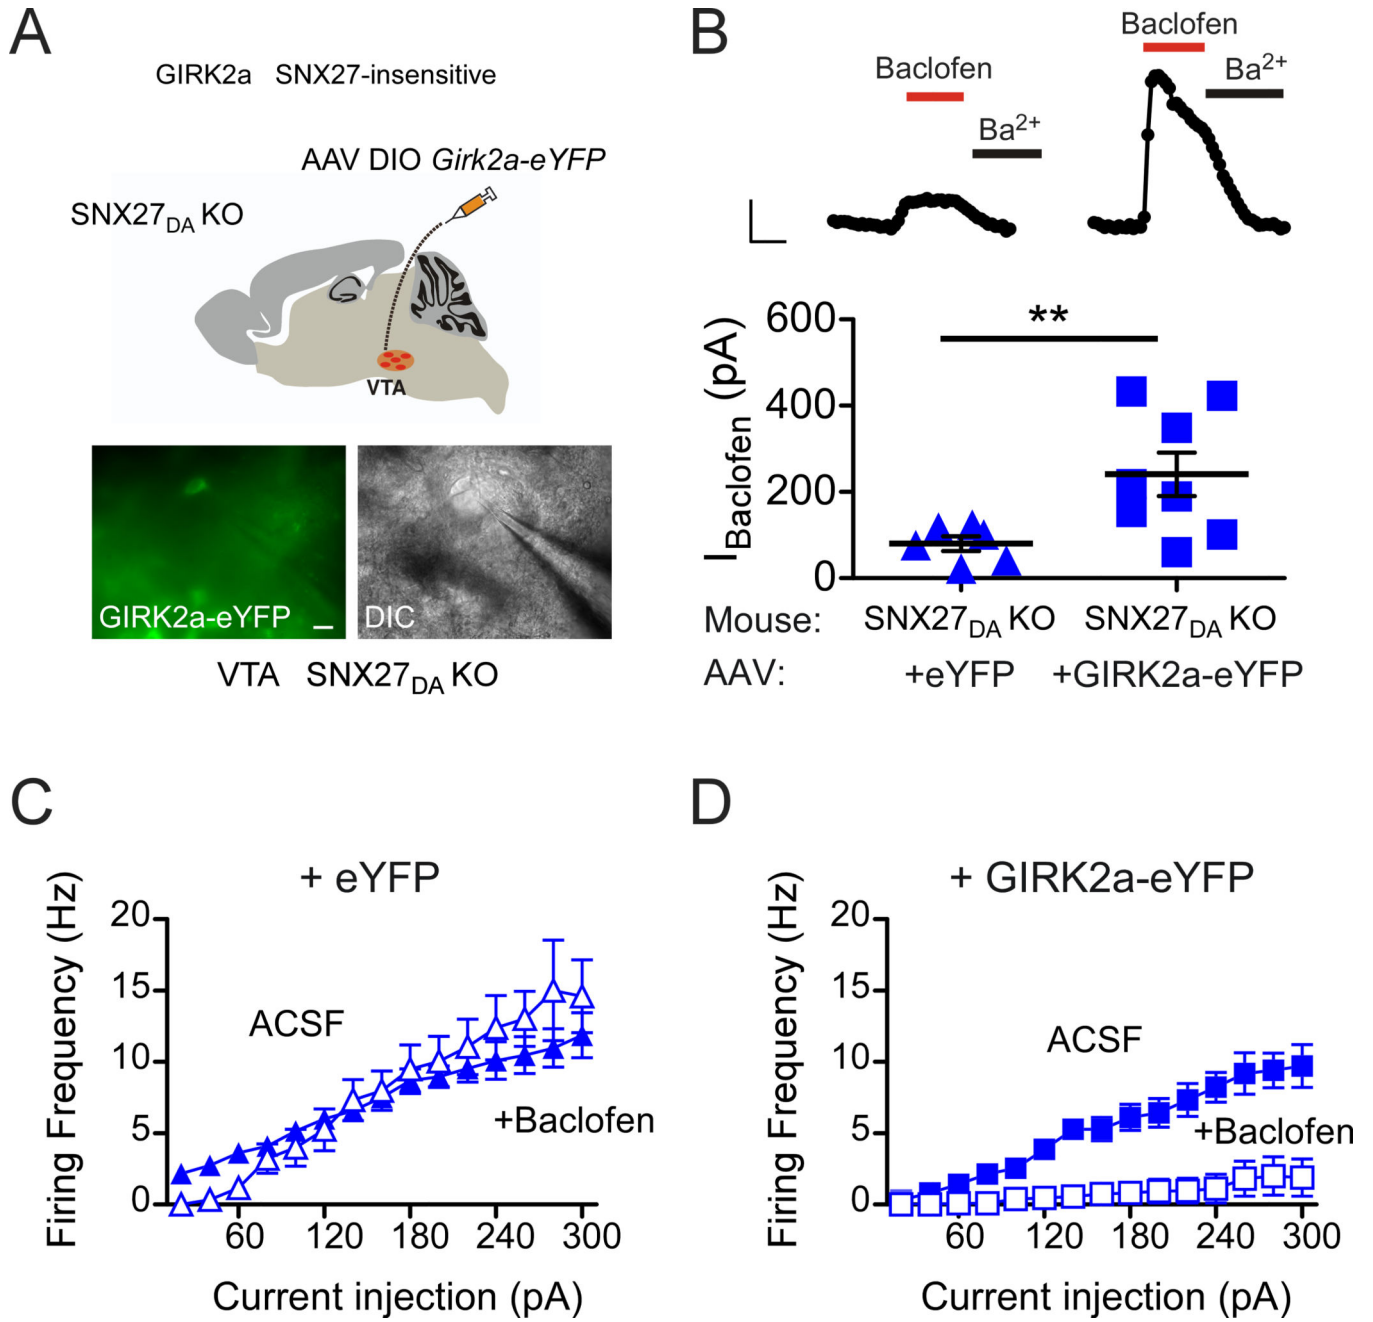 A
GIRK2a SNX27-insensitive
AAV DIO Girk2a-eYFP
SNX27DA KO
VTA
GIRK2a-eYFP
DIC
VTA SNX27DA KO
B
Baclofen
Ba2+
Baclofen
Ba2+
**
IBaclofen (pA)
600
400
200
0
Mouse: SNX27DA KO SNX27DA KO
AAV: +eYFP +GIRK2a-eYFP
C
+ eYFP
Firing Frequency (Hz)
20
15
10
5
0
ACSF
+Baclofen
60 120 180 240 300
Current injection (pA)
D
+ GIRK2a-eYFP
Firing Frequency (Hz)
20
15
10
5
0
ACSF
+Baclofen
60 120 180 240 300
Current injection (pA)